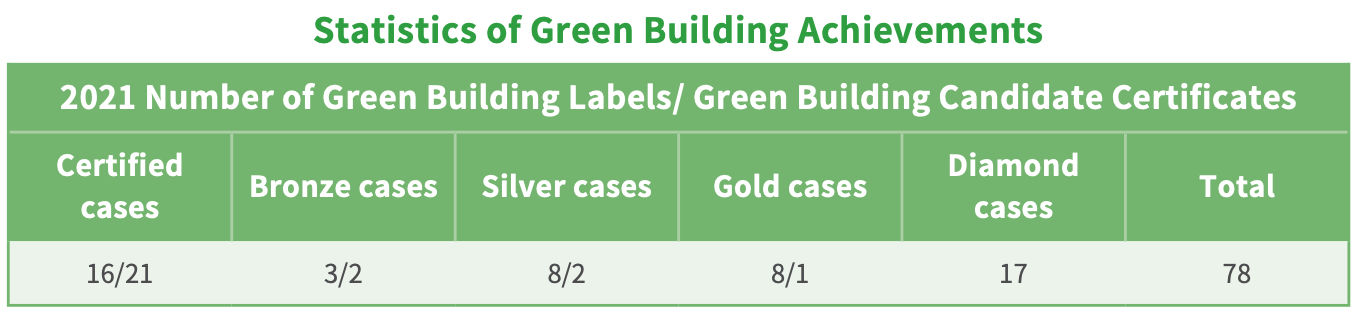 Statistics of Green Building Achievements
2021 Number of Green Building Labels/ Green Building Candidate Certificates
Certified
cases
Bronze cases
Silver cases
Gold cases
Diamond
cases
Total
16/21
3/2
8/2
8/1
17
78